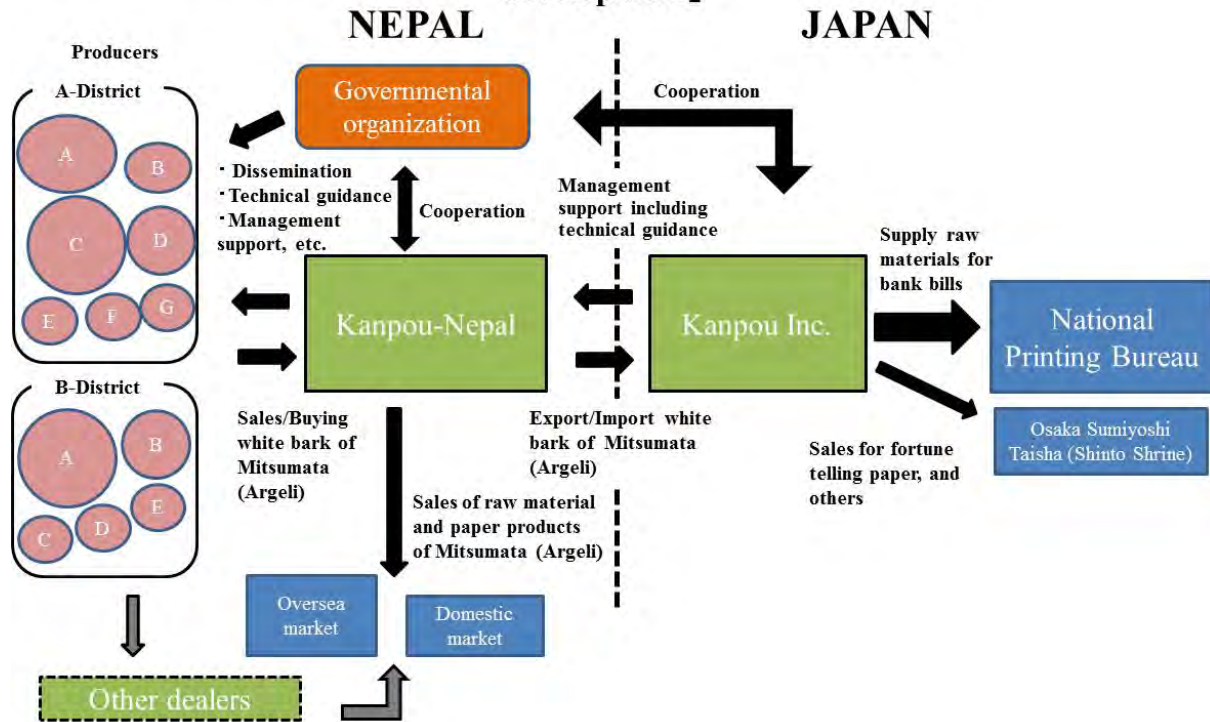 NEPAL
JAPAN
Producers
A-District
A
B
C
D
E
F
G
B-District
A
B
C
D
E
Governmental
organization
Cooperation
· Dissemination
· Technical guidance
· Management
support, etc.
Cooperation
Management
support including
technical guidance
Kanpou-Nepal
Kanpou Inc.
Supply raw
materials for
bank bills
National
Printing Bureau
Sales/Buying
white bark of
Mitsumata
(Argeli)
Export/Import white
bark of Mitsumata
(Argeli)
Sales for fortune
telling paper, and
others
Osaka Sumiyoshi
Taisha (Shinto Shrine)
Sales of raw material
and paper products
of Mitsumata (Argeli)
Oversea
market
Domestic
market
Other dealers